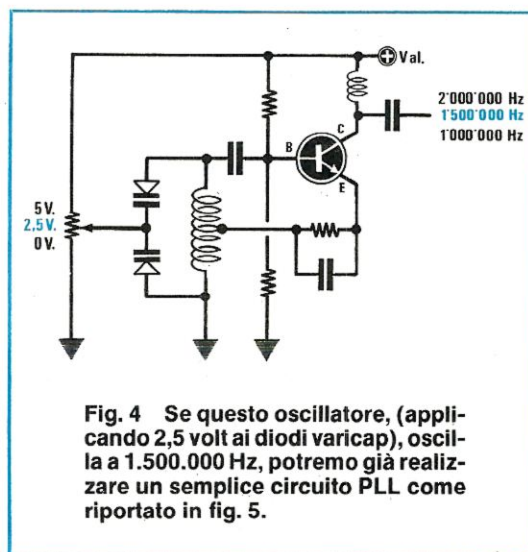 Val.
2'000'000 Hz
1'500'000 Hz
1'000'000 Hz
C
B
E
5V.
2,5V.
0V.
Fig. 4 Se questo oscillatore, (appli-
cando 2,5 volt ai diodi varicap), oscil-
la a 1.500.000 Hz, potremo già realiz-
zare un semplice circuito PLL come
riportato in fig. 5.